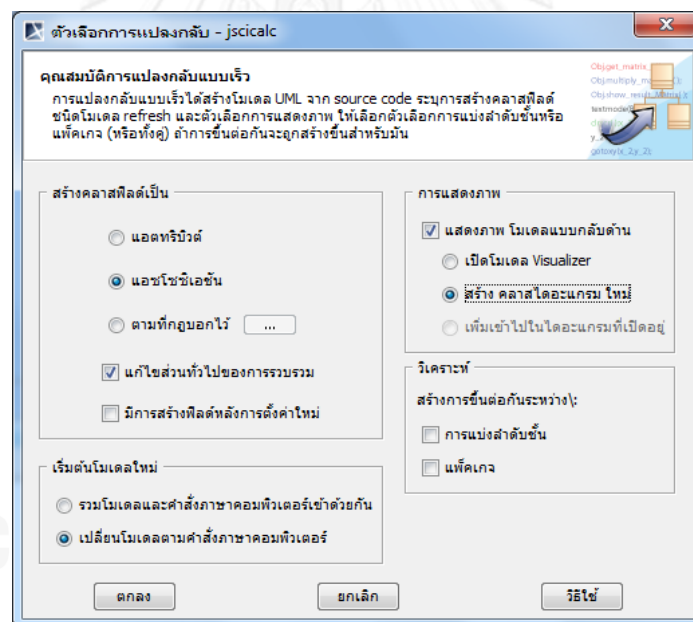 ตัวเลือกการแปลงกลับ - jscicalc
คุณสมบัติการแปลงกลับแบบเร็ว
การแปลงกลับแบบเร็วได้สร้างโมเดล UML จาก source code ระบุการสร้างคลาสฟิลด์
ชนิดโมเดล refresh และตัวเลือกการแสดงภาพ ให้เลือกตัวเลือกการแบ่งลำดับชั้นหรือ
แพ็คเกจ (หรือทั้งคู่) ถ้าการขึ้นต่อกันจะถูกสร้างขึ้นสำหรับมัน
Obj.get_matrix
Obj.multiply_ma
Obj.show_result_Matrix
testmode
สร้างคลาสฟิลด์เป็น
แอตทริบิวต์
แอชโซซิเอชัน
ตามที่กฎบอกไว้ ...
แก้ไขส่วนทั่วไปของการรวบรวม
มีการสร้างฟิลด์หลังการตั้งค่าใหม่
เริ่มต้นโมเดลใหม่
รวมโมเดลและคำสั่งภาษาคอมพิวเตอร์เข้าด้วยกัน
เปลี่ยนโมเดลตามคำสั่งภาษาคอมพิวเตอร์
การแสดงภาพ
แสดงภาพ โมเดลแบบกลับด้าน
เปิดโมเดล Visualizer
สร้าง คลาสไดอะแกรม ใหม่
เพิ่มเข้าไปในไดอะแกรมที่เปิดอยู่
วิเคราะห์
สร้างการขึ้นต่อกันระหว่าง\:
การแบ่งลำดับชั้น
แพ็คเกจ
ตกลง
ยกเลิก
วิธีใช้